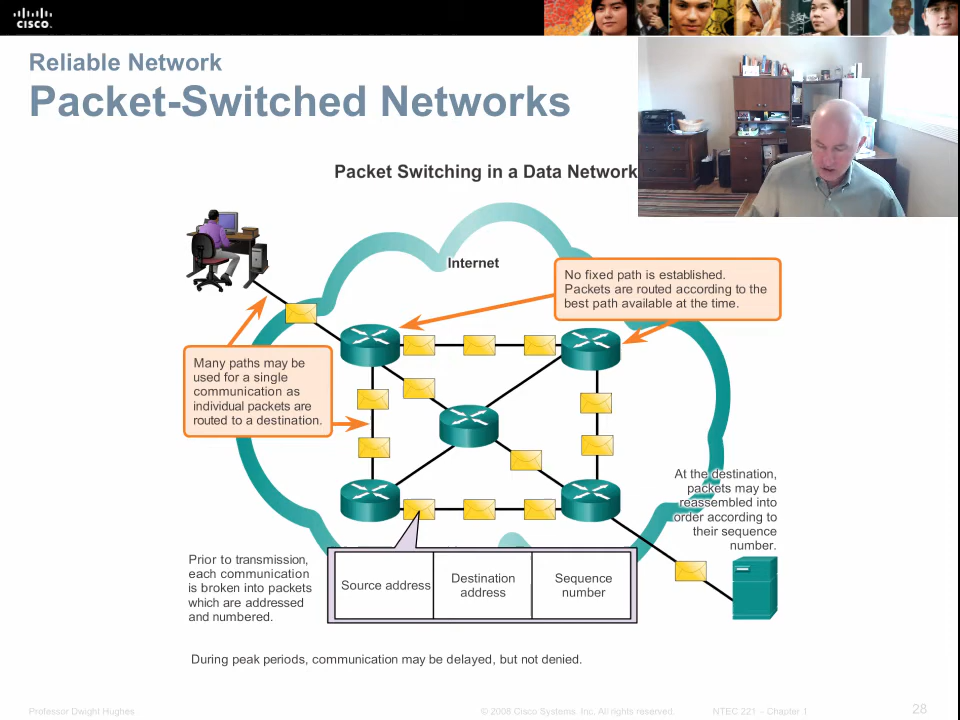 CISCO
Reliable Network
Packet-Switched Networks
Packet Switching in a Data Network
Internet
No fixed path is established.
Packets are routed according to the
best path available at the time.
Many paths may be
used for a single
communication as
individual packets are
routed to a destination.
At the destination,
packets may be
reassembled into
order according to
their sequence
number.
Prior to transmission,
each communication
is broken into packets
which are addressed
and numbered.
Source address
Destination
address
Sequence
number
During peak periods, communication may be delayed, but not denied.
Professor Dwight Hughes
© 2008 Cisco Systems, Inc. All rights reserved.
NTEC 221 - Chapter 1
28